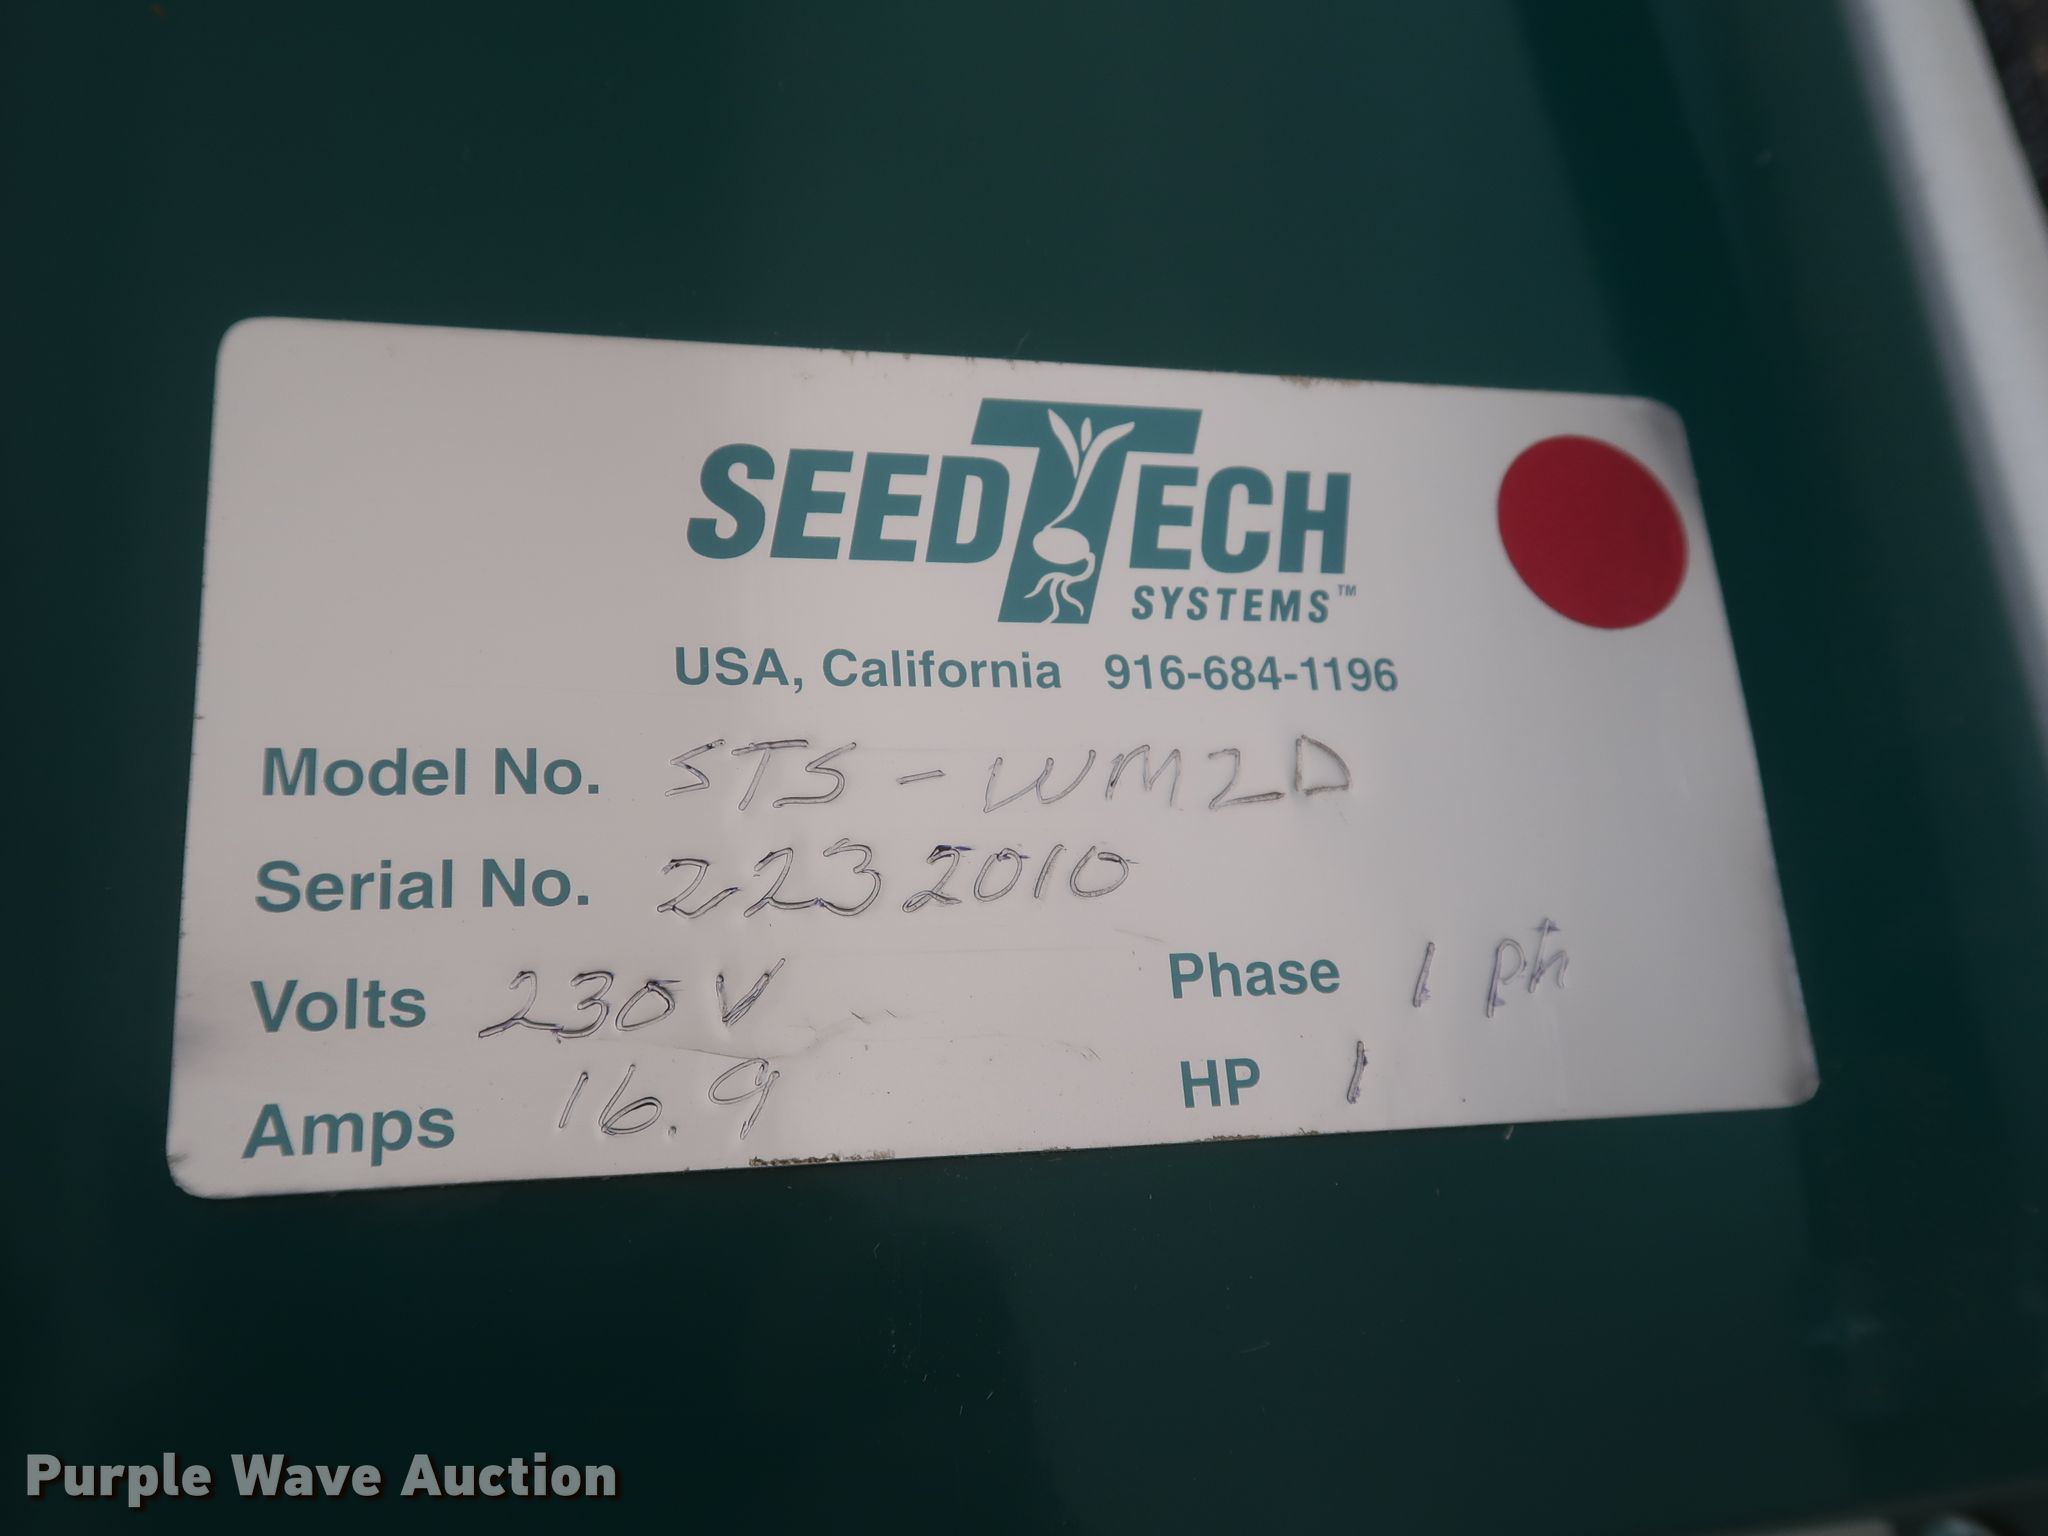 SEEDTECH
SYSTEMS™
USA, California 916-684-1196
Model No. STS-WM2D
Serial No. 2232010
Volts 230V Phase 1 ph
Amps 16.9 HP 1
Purple Wave Auction